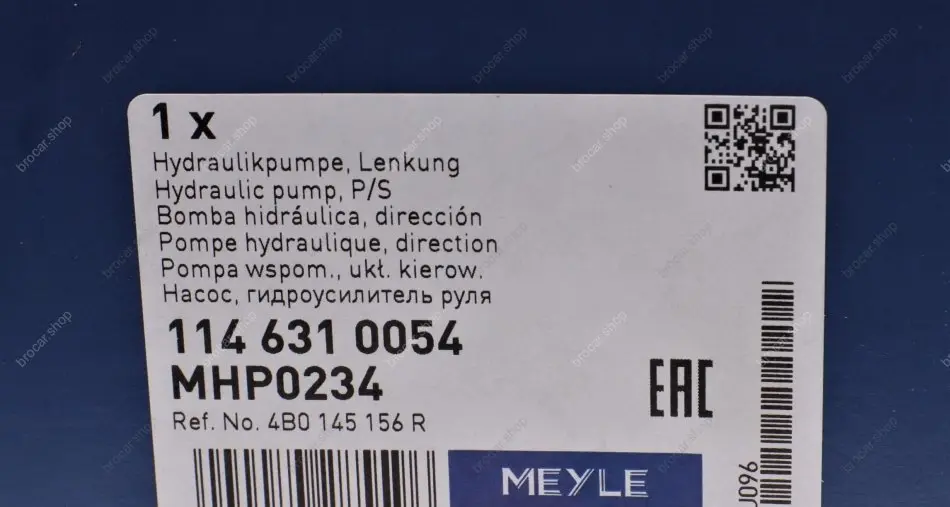 1 x
Hydraulikpumpe, Lenkung
Hydraulic pump, P/S
Bomba hidráulica, dirección
Pompe hydraulique, direction
Pompa wspom., ukł. kierow.
Насос, гидроусилитель руля
114 631 0054
MHP0234
Ref. No. 4B0 145 156 R
EAC
MEYLE
J096
brocar.shop